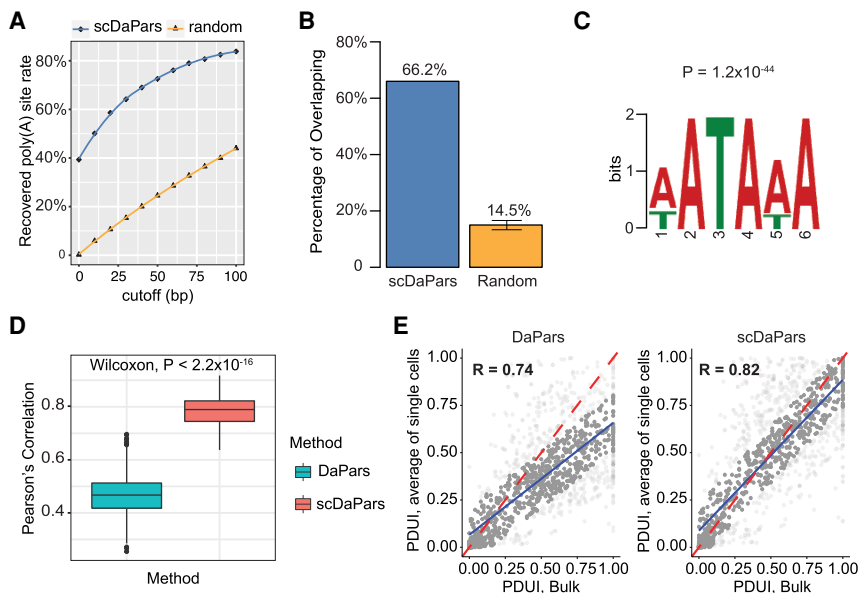 A
scDaPars random
Recovered poly(A) site rate
80%
60%
40%
20%
0
0 25 50 75 100
cutoff (bp)
B
Percentage of Overlapping
80%
60%
40%
20%
0
66.2%
14.5%
scDaPars Random
C
P = 1.2x10-44
bits
2
1
0
A A T A A A
T T
1 2 3 4 5 6
D
Wilcoxon, P < 2.2x10-16
Pearson's Correlation
0.8
0.6
0.4
Method
Method
DaPars
scDaPars
E
DaPars
R = 0.74
PDUI, average of single cells
1.00
0.75
0.50
0.25
0.00
0.00 0.25 0.50 0.75 1.00
PDUI, Bulk
scDaPars
R = 0.82
PDUI, average of single cells
1.00
0.75
0.50
0.25
0.00
0.00 0.25 0.50 0.75 1.00
PDUI, Bulk